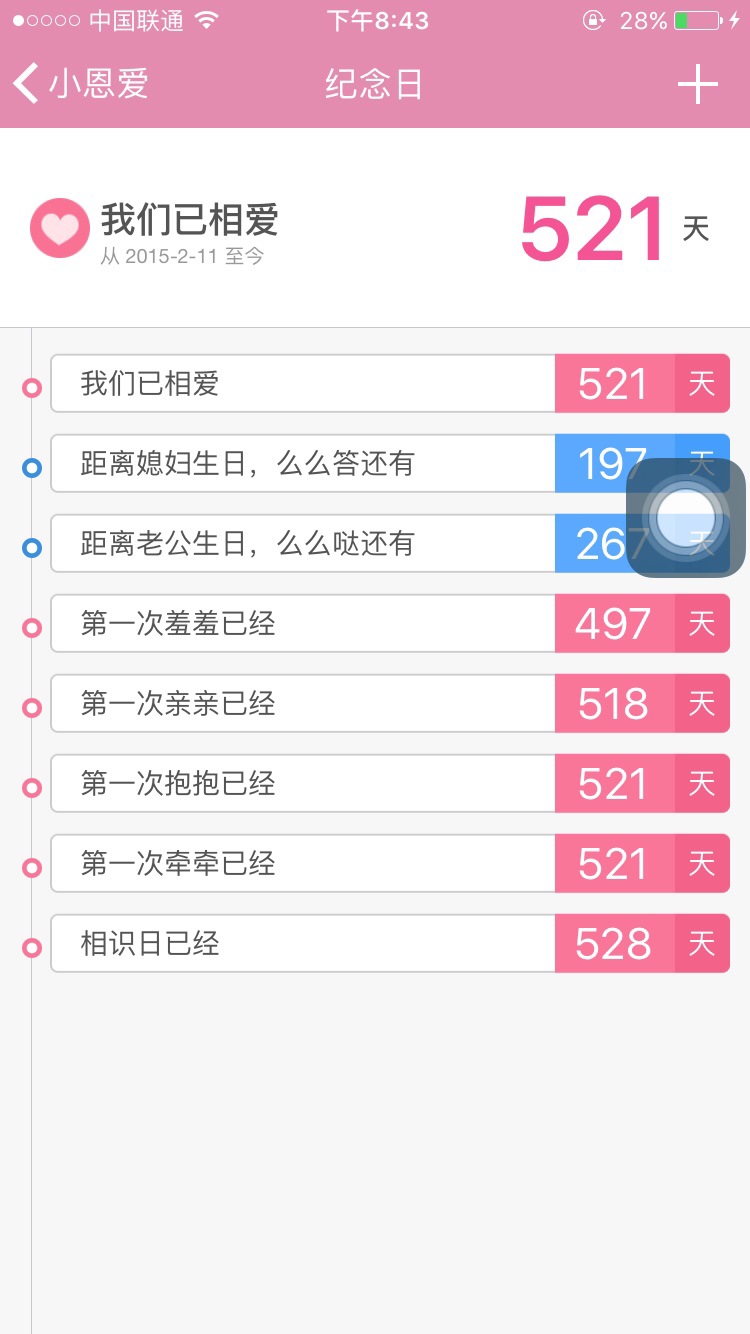 中国联通 下午8:43 28%
小恩爱 纪念日
我们已相爱 521 天
从 2015-2-11 至今
我们已相爱 521 天
距离媳妇生日，么么答还有 197 天
距离老公生日，么么哒还有 267 天
第一次羞羞已经 497 天
第一次亲亲已经 518 天
第一次抱抱已经 521 天
第一次牵牵已经 521 天
相识日已经 528 天